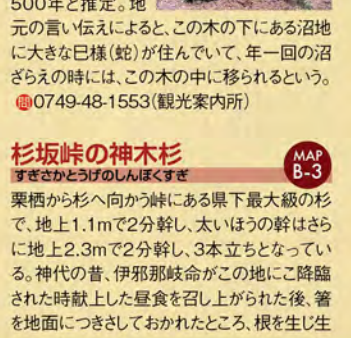 500年と推定。地
元の言い伝えによると、この木の下にある沼地
に大きな巳様(蛇)が住んでいて、年一回の沼
ざらえの時には、この木の中に移られるという。
問0749-48-1553(観光案内所)
杉坂峠の神木杉
すぎさかとうげのしんぼくすぎ
MAP
B-3
栗栖から杉へ向かう峠にある県下最大級の杉
で、地上1.1mで2分幹し、太いほうの幹はさら
に地上2.3mで2分幹し、3本立ちとなってい
る。神代の昔、伊邪那岐命がこの地にこ降臨
された時献上した昼食を召し上がられた後、箸
を地面につきさしておかれたところ、根を生じ生